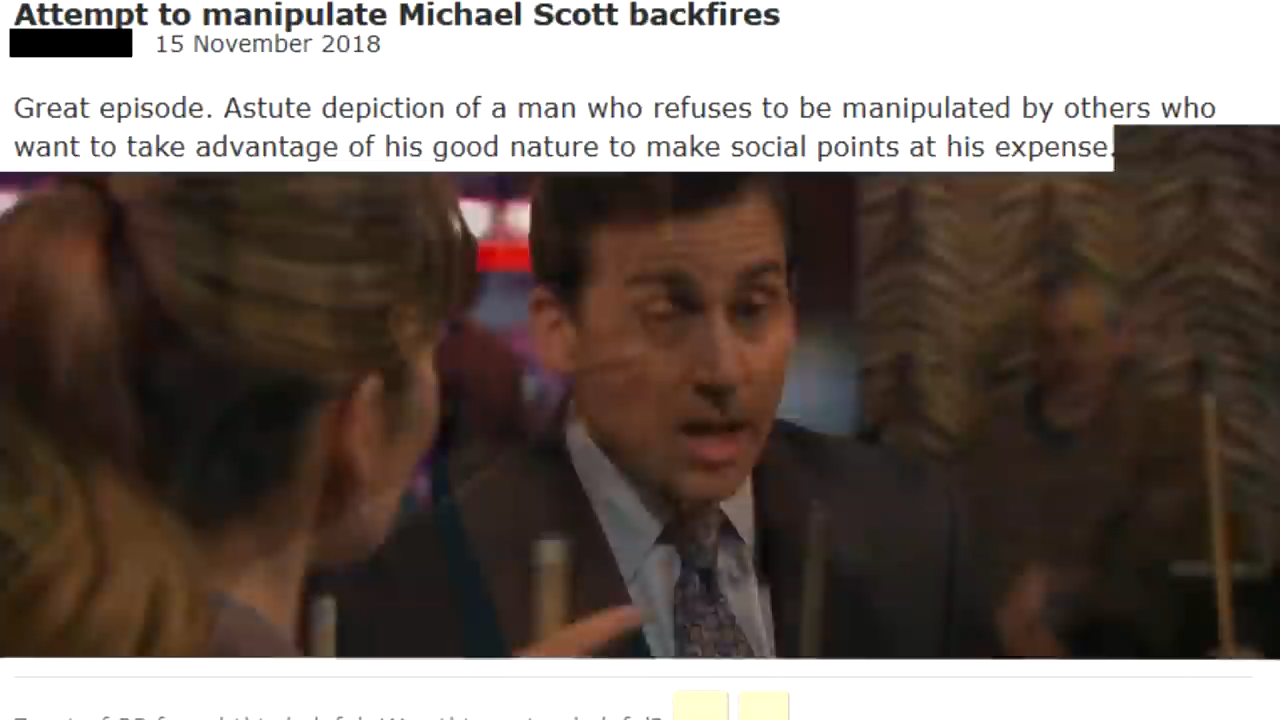 Attempt to manipulate Michael Scott backfires
15 November 2018
Great episode. Astute depiction of a man who refuses to be manipulated by others who
want to take advantage of his good nature to make social points at his expense.